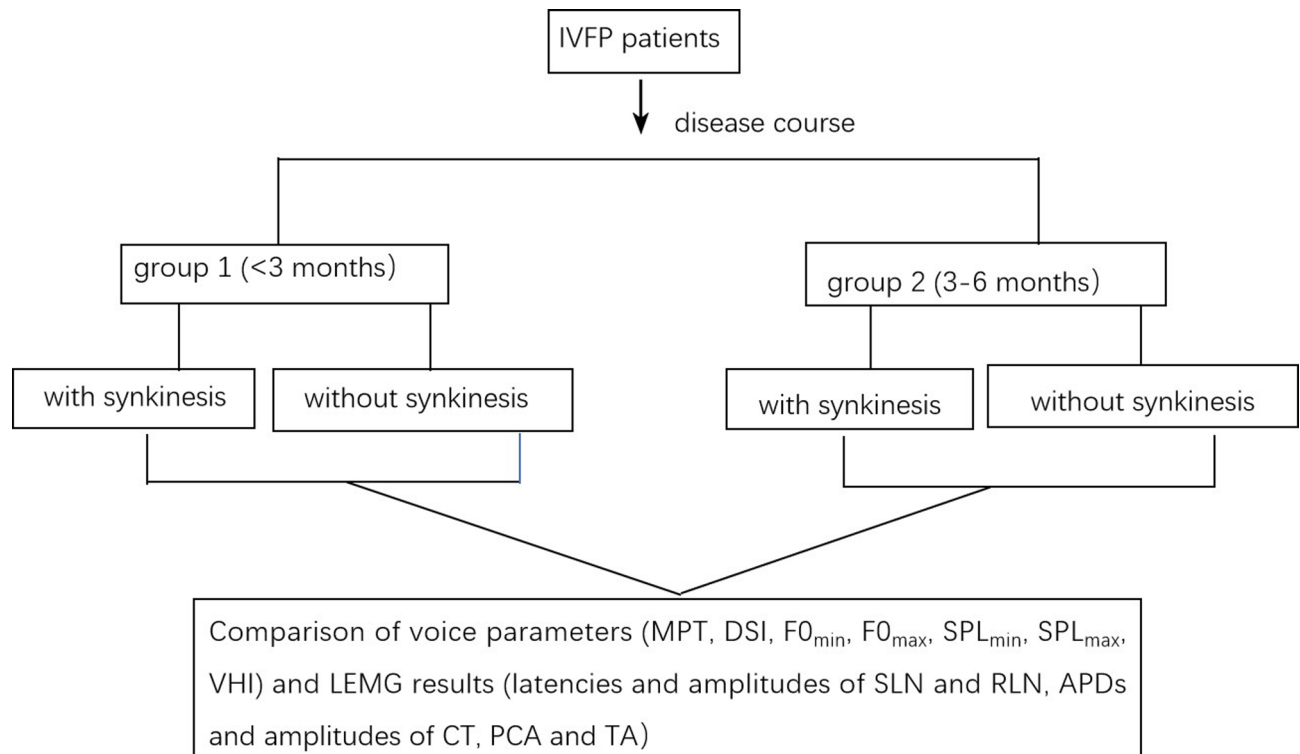 IVFP patients
disease course
group 1 (<3 months）
group 2 (3-6 months）
with synkinesis
without synkinesis
with synkinesis
without synkinesis
Comparison of voice parameters (MPT, DSI, F0min, F0max, SPLmin, SPLmax,
VHI) and LEMG results (latencies and amplitudes of SLN and RLN, APDs
and amplitudes of CT, PCA and TA）